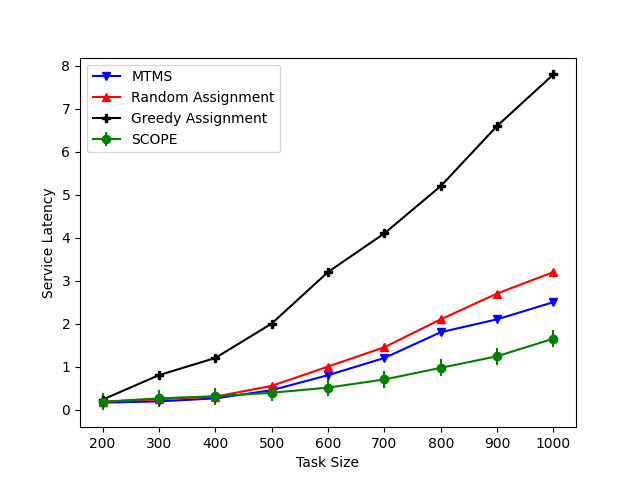 MTMS
Random Assignment
Greedy Assignment
SCOPE
8
7
6
5
4
3
2
1
0
Service Latency
200 300 400 500 600 700 800 900 1000
Task Size